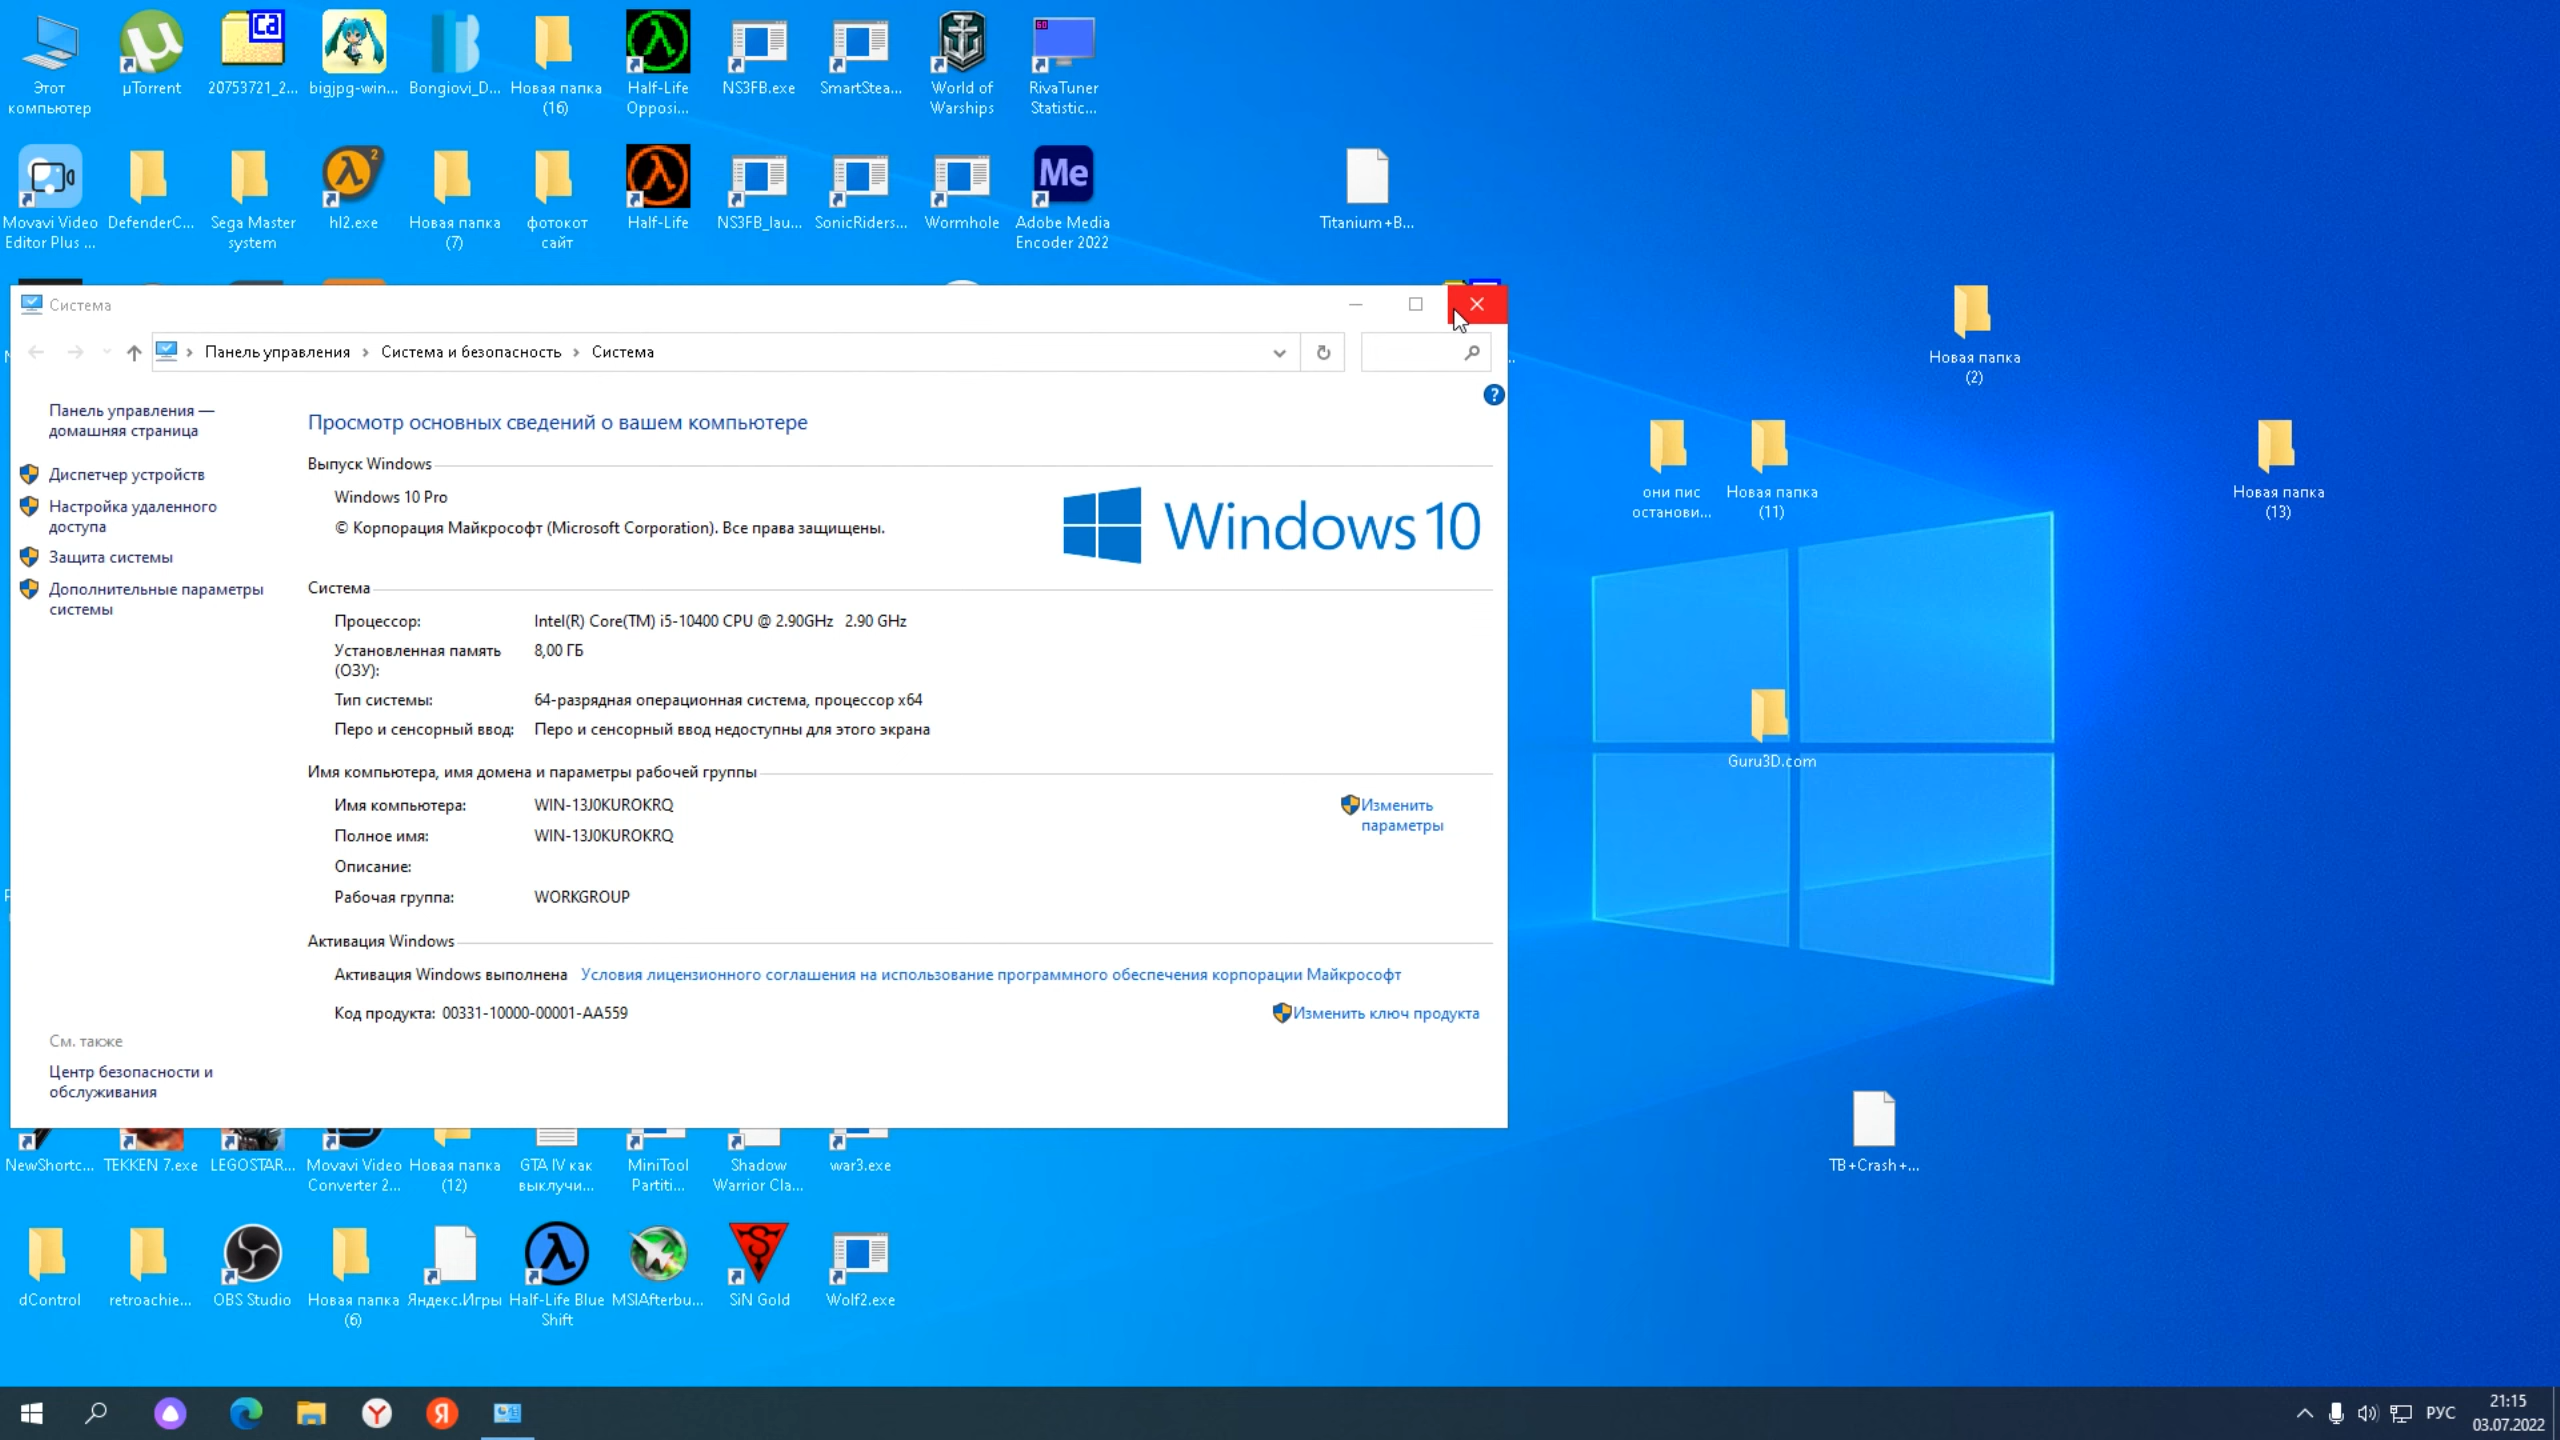 Этот
компьютер
µTorrent
20753721_2...
bigjpg-win...
Bongiovi_D...
Новая папка
(16)
Half-Life
Opposi...
NS3FB.exe
SmartStea...
World of
Warships
RivaTuner
Statistic...
Movavi Video
Editor Plus ...
DefenderC...
Sega Master
system
hl2.exe
Новая папка
(7)
фотокот
сайт
Half-Life
NS3FB_lau...
SonicRiders...
Wormhole
Adobe Media
Encoder 2022
Titanium+B...
Новая папка
(2)
они пис
останови...
Новая папка
(11)
Новая папка
(13)
Guru3D.com
TB+Crash+...
Система
Панель управления
Система и безопасность
Система
Панель управления —
домашняя страница
Диспетчер устройств
Настройка удаленного
доступа
Защита системы
Дополнительные параметры
системы
Просмотр основных сведений о вашем компьютере
Выпуск Windows
Windows 10 Pro
© Корпорация Майкрософт (Microsoft Corporation). Все права защищены.
Windows 10
Система
Процессор: Intel(R) Core(TM) i5-10400 CPU @ 2.90GHz 2.90 GHz
Установленная память
(ОЗУ): 8,00 ГБ
Тип системы: 64-разрядная операционная система, процессор x64
Перо и сенсорный ввод: Перо и сенсорный ввод недоступны для этого экрана
Имя компьютера, имя домена и параметры рабочей группы
Имя компьютера: WIN-13J0KUROKRQ
Изменить
параметры
Полное имя: WIN-13J0KUROKRQ
Описание:
Рабочая группа: WORKGROUP
Активация Windows
Активация Windows выполнена Условия лицензионного соглашения на использование программного обеспечения корпорации Майкрософт
Код продукта: 00331-10000-00001-AA559
Изменить ключ продукта
См. также
Центр безопасности и
обслуживания
NewShortc...
TEKKEN 7.exe
LEGOSTAR...
Movavi Video
Converter 2...
Новая папка
(12)
GTA IV как
выключи...
MiniTool
Partiti...
Shadow
Warrior Cla...
war3.exe
dControl
retroachie...
OBS Studio
Новая папка
(6)
Яндекс.Игры
Half-Life Blue
Shift
MSIAfterbu...
SiN Gold
Wolf2.exe
РУС
21:15
03.07.2022